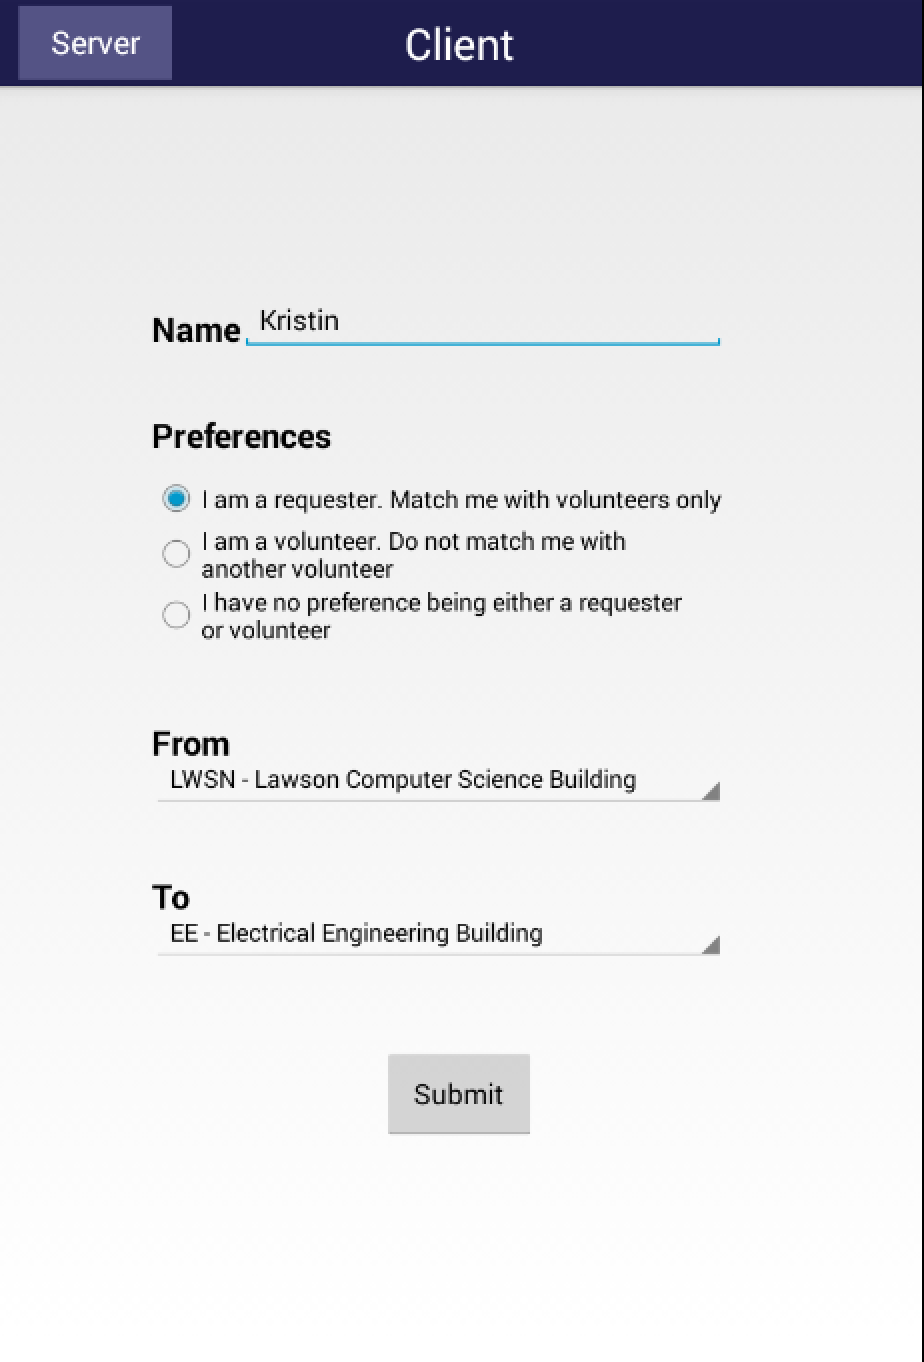 Server
Client
Name Kristin
Preferences
I am a requester. Match me with volunteers only
I am a volunteer. Do not match me with
another volunteer
I have no preference being either a requester
or volunteer
From
LWSN - Lawson Computer Science Building
To
EE - Electrical Engineering Building
Submit